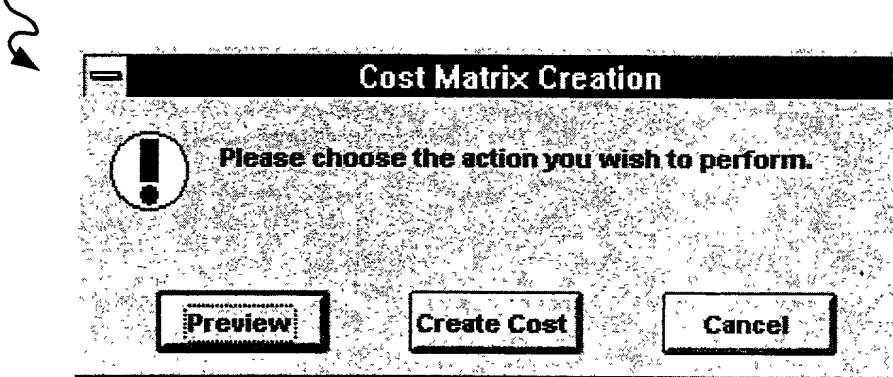 Cost Matrix Creation
Please choose the action you wish to perform.
Preview Create Cost Cancel